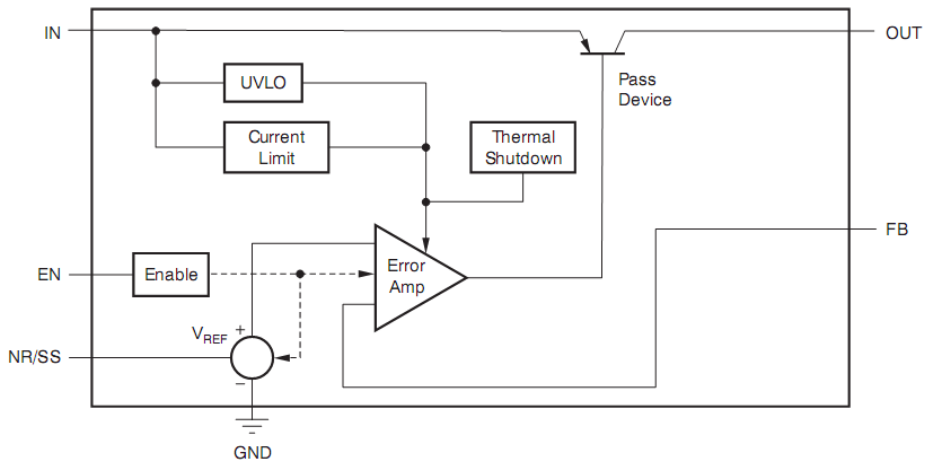 IN
OUT
UVLO
Pass
Device
Current
Limit
Thermal
Shutdown
FB
EN
Enable
Error
Amp
VREF
+
NR/SS
−
GND